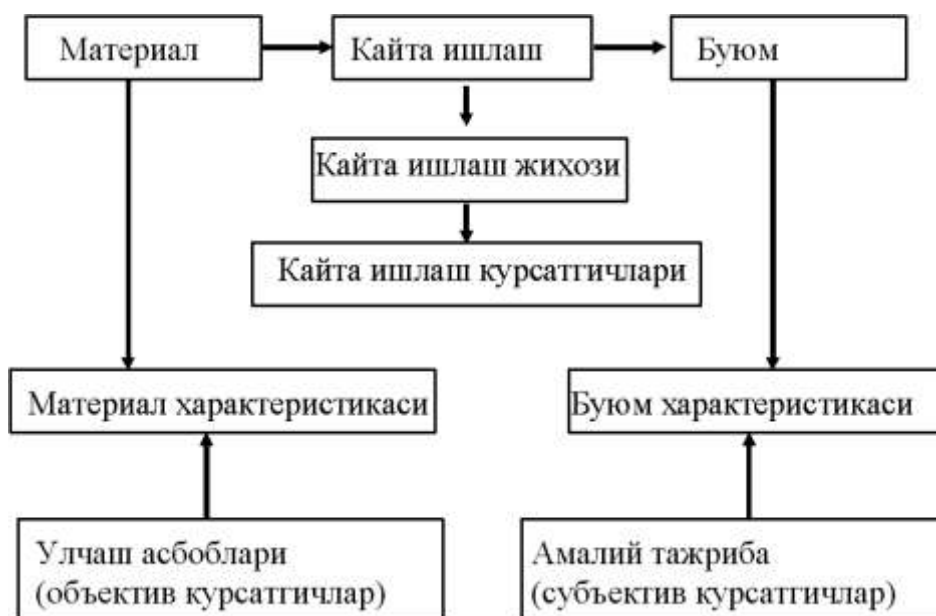 Материал
Кайта ишлаш
Буюм
Кайта ишлаш жихози
Кайта ишлаш курсатгичлари
Материал характеристикаси
Буюм характеристикаси
Улчаш асбоблари
(объектив курсатгичлар)
Амалий тажриба
(субъектив курсатгичлар)